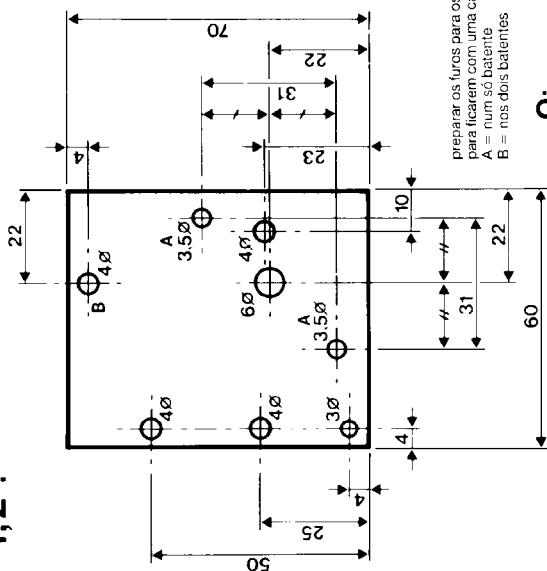 22
4
70
B
4Ø
A
3.5Ø
4Ø
6Ø
22
31
23
A
3.5Ø
4Ø
4Ø
3Ø
50
25
4
4
10
31
22
60
preparar os furos para os
para ficarem com uma ca
A = num só batente
B = nos dois batentes